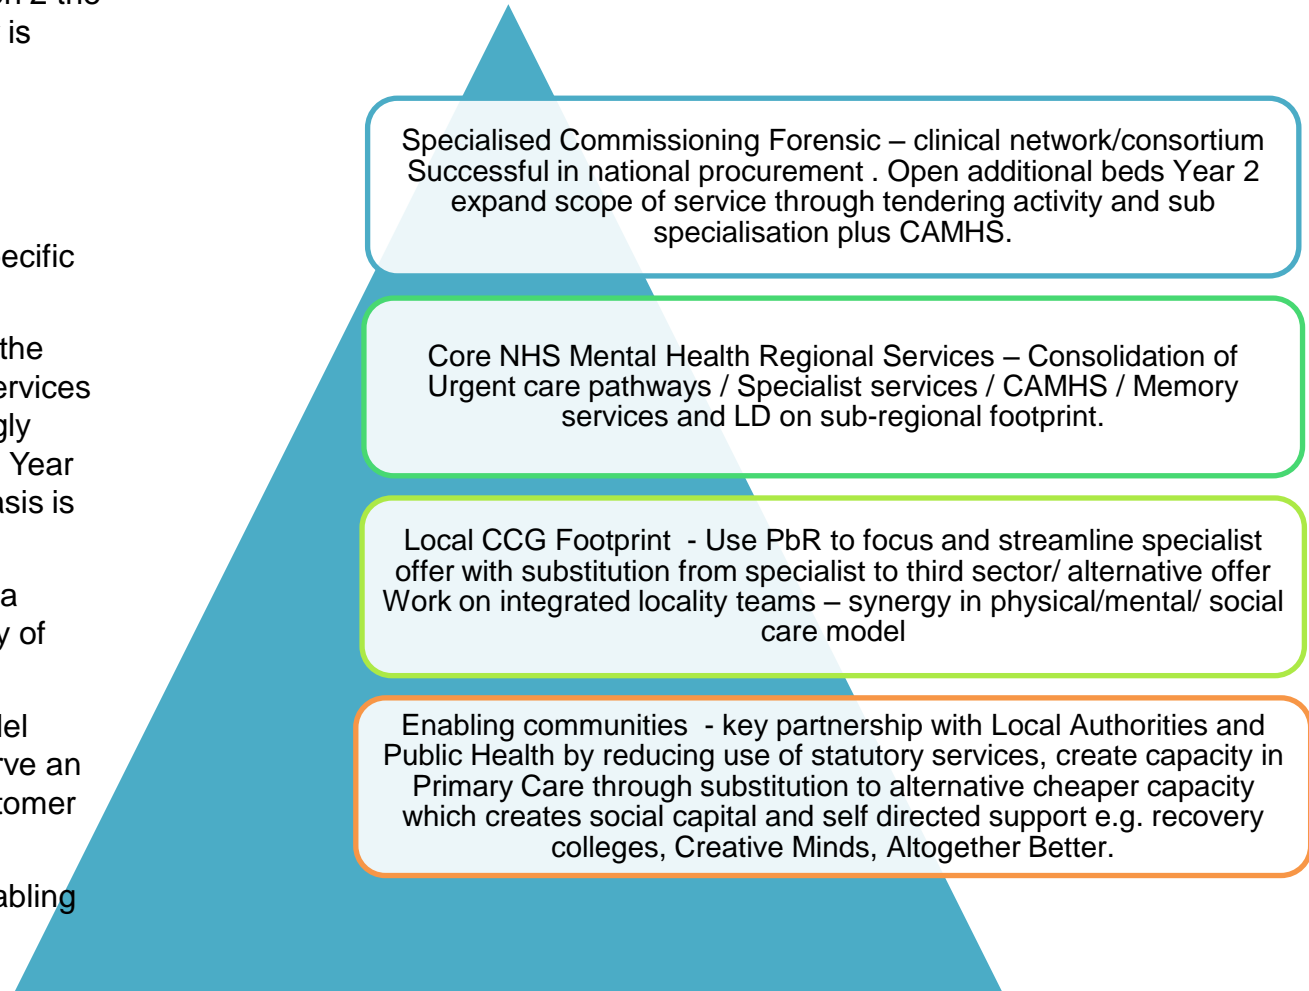 is
ecific
the
ervices
gly
Year
asis is
a
y of
del
rve an
tomer
abling
Specialised Commissioning Forensic – clinical network/consortium
Successful in national procurement . Open additional beds Year 2
expand scope of service through tendering activity and sub
specialisation plus CAMHS.
Core NHS Mental Health Regional Services – Consolidation of
Urgent care pathways / Specialist services / CAMHS / Memory
services and LD on sub-regional footprint.
Local CCG Footprint  - Use PbR to focus and streamline specialist
offer with substitution from specialist to third sector/ alternative offer
Work on integrated locality teams – synergy in physical/mental/ social
care model
Enabling communities  - key partnership with Local Authorities and
Public Health by reducing use of statutory services, create capacity in
Primary Care through substitution to alternative cheaper capacity
which creates social capital and self directed support e.g. recovery
colleges, Creative Minds, Altogether Better.